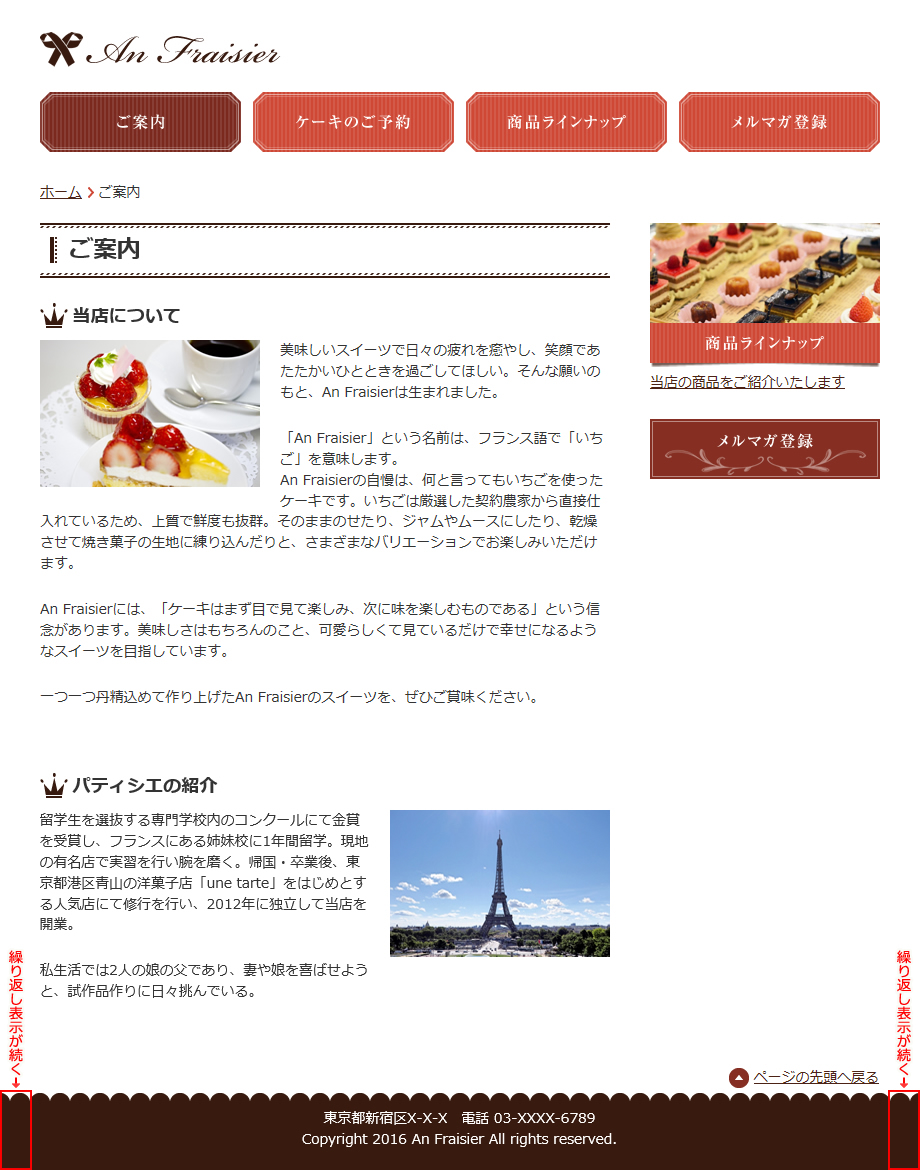 An Fraisier
ご案内
ケーキのご予約
商品ラインナップ
メルマガ登録
ホーム ご案内
ご案内
当店について
美味しいスイーツで日々の疲れを癒やし、笑顔であ
たたかいひとときを過ごしてほしい。そんな願いの
もと、An Fraisierは生まれました。
「An Fraisier」という名前は、フランス語で「いち
ご」を意味します。
An Fraisierの自慢は、何と言ってもいちごを使った
ケーキです。いちごは厳選した契約農家から直接仕
入れているため、上質で鮮度も抜群。そのままのせたり、ジャムやムースにしたり、乾燥
させて焼き菓子の生地に練り込んだりと、さまざまなバリエーションでお楽しみいただけ
ます。
An Fraisierには、「ケーキはまず目で見て楽しみ、次に味を楽しむものである」という信
念があります。美味しさはもちろんのこと、可愛らしくて見ているだけで幸せになるよう
なスイーツを目指しています。
一つ一つ丹精込めて作り上げたAn Fraisierのスイーツを、ぜひご賞味ください。
パティシエの紹介
留学生を選抜する専門学校内のコンクールにて金賞
を受賞し、フランスにある姉妹校に1年間留学。現地
の有名店で実習を行い腕を磨く。帰国・卒業後、東
京都港区青山の洋菓子店「une tarte」をはじめとす
る人気店にて修行を行い、2012年に独立して当店を
開業。
私生活では2人の娘の父であり、妻や娘を喜ばせよう
と、試作品作りに日々挑んでいる。
商品ラインナップ
当店の商品をご紹介いたします
メルマガ登録
繰り返し表示が続く
繰り返し表示が続く
ページの先頭へ戻る
東京都新宿区X-X-X　電話 03-XXXX-6789
Copyright 2016 An Fraisier All rights reserved.